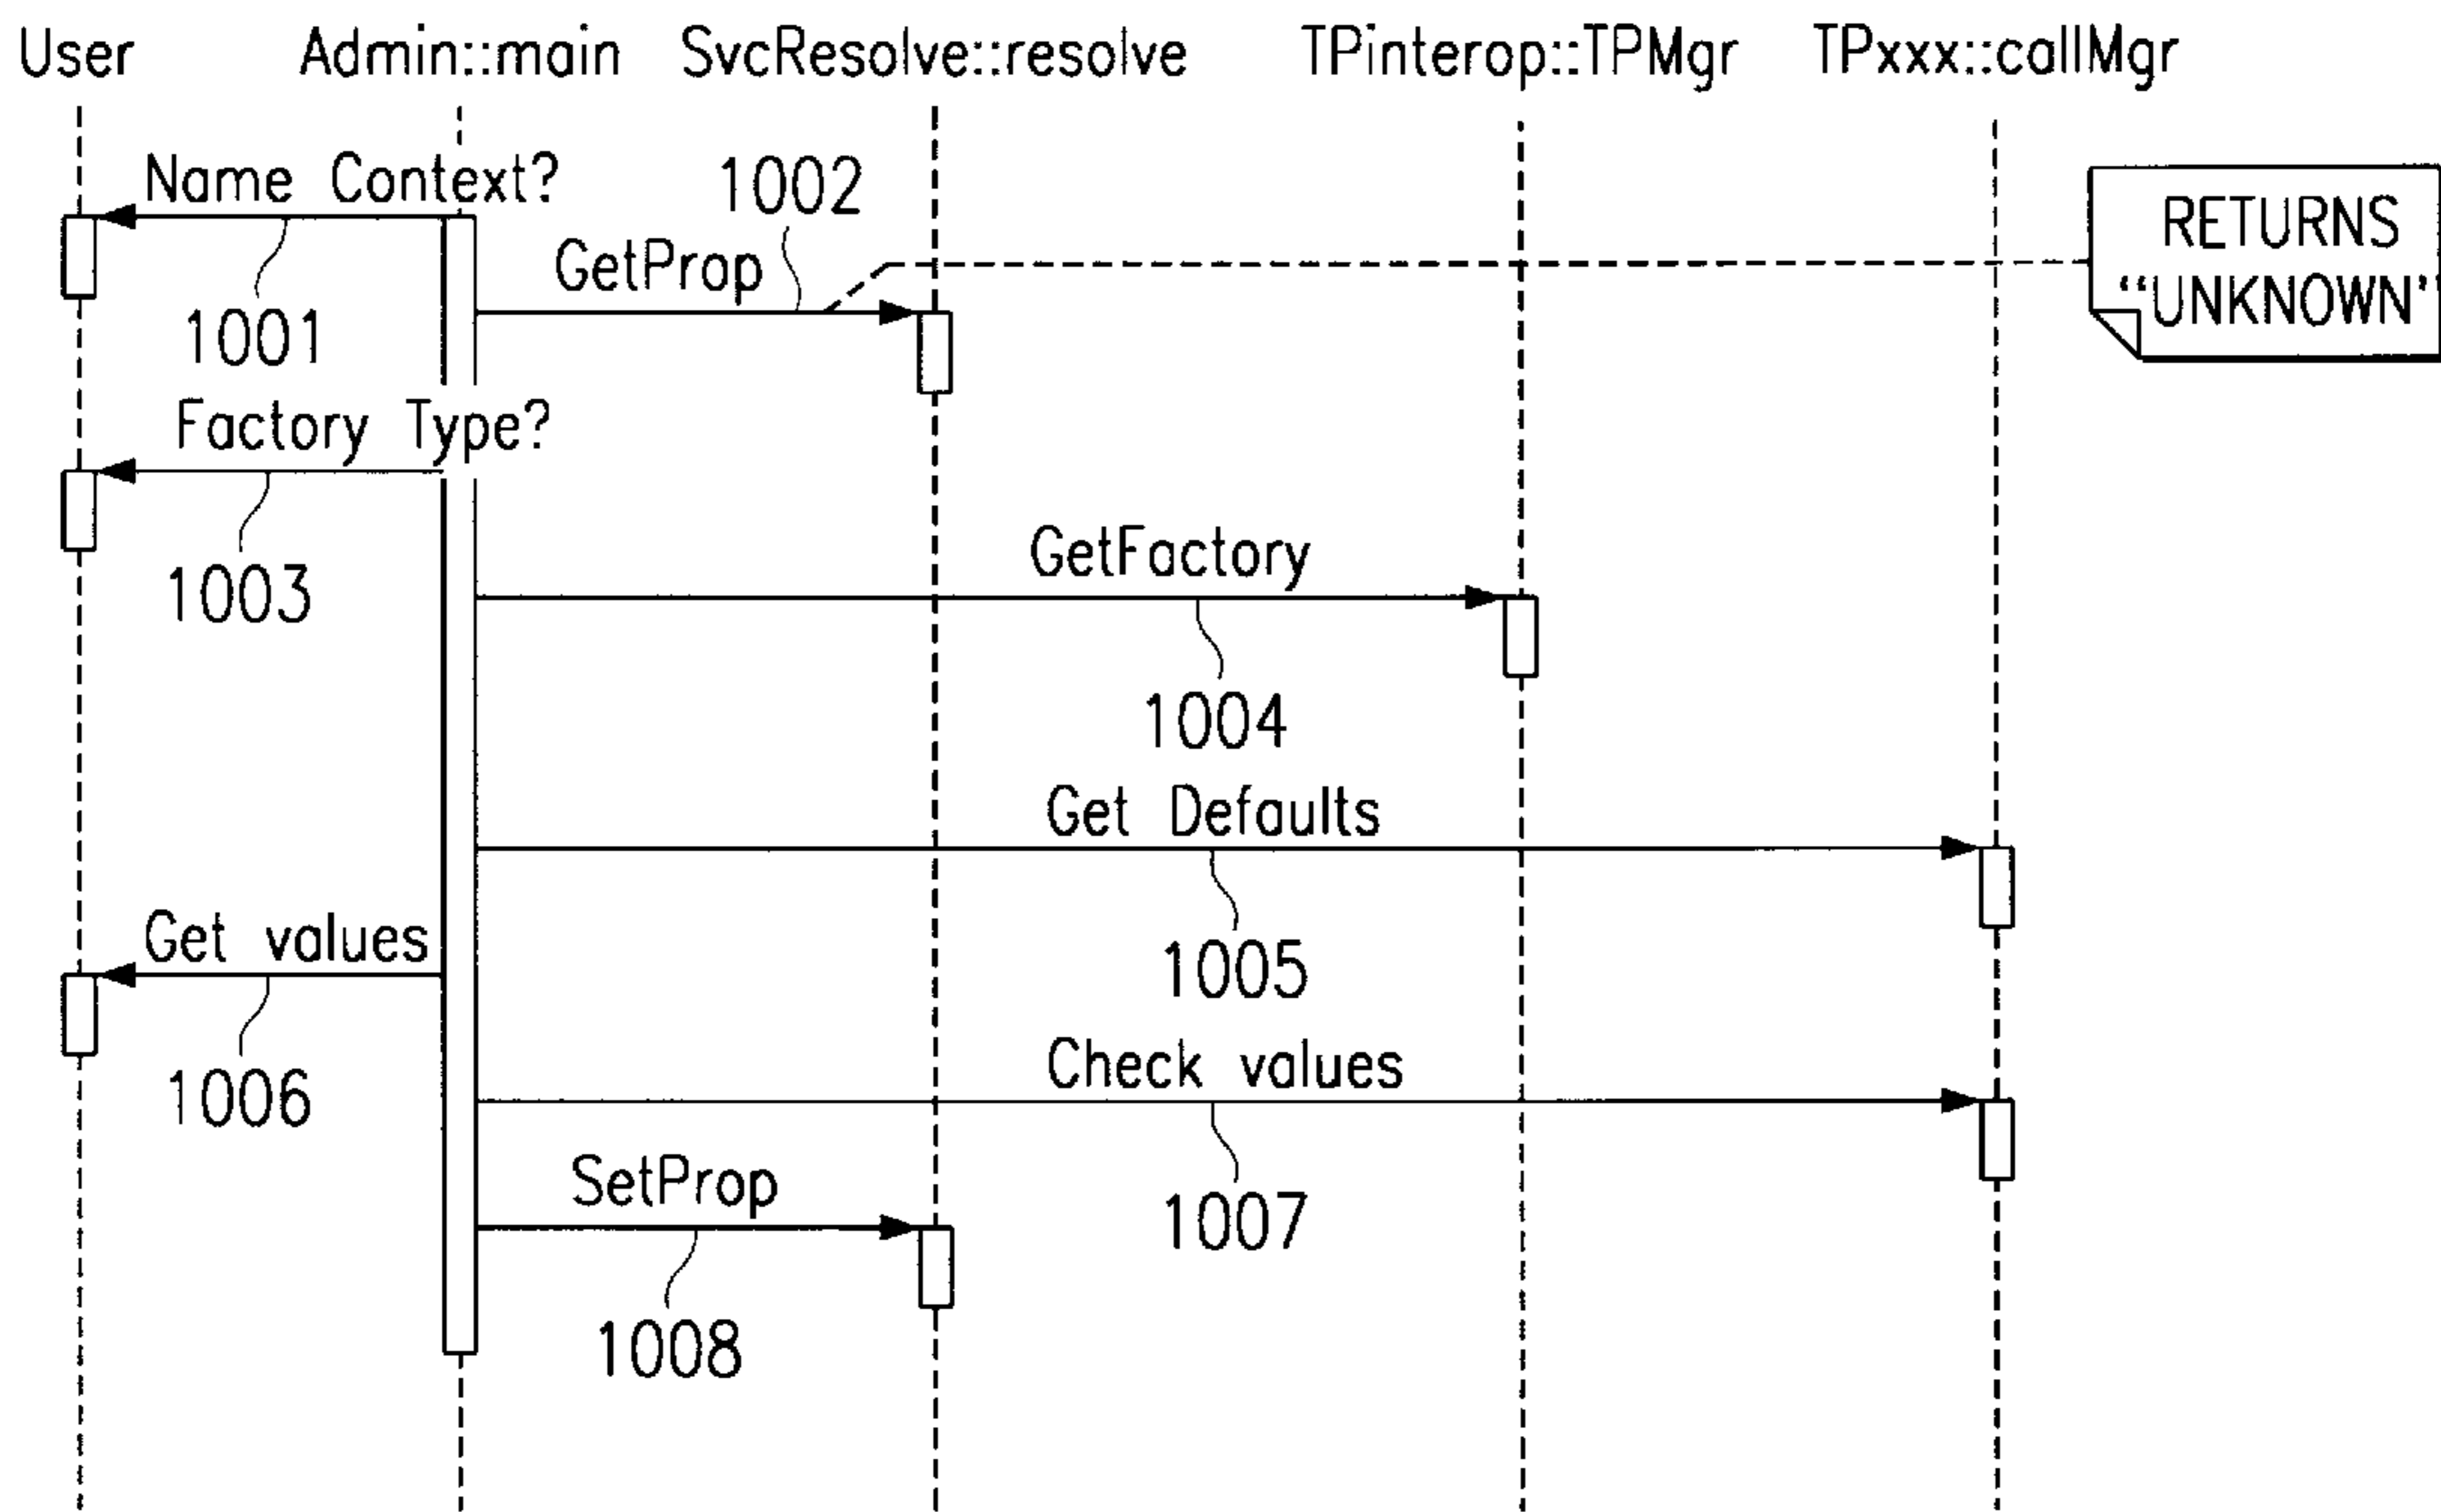 User
Admin::main
SvcResolve::resolve
TPinterop::TPMgr
TPxxx::callMgr
Name Context?
1002
RETURNS
“UNKNOWN”
GetProp
1001
Factory Type?
1003
GetFactory
1004
Get Defaults
1005
Get values
1006
Check values
1007
SetProp
1008